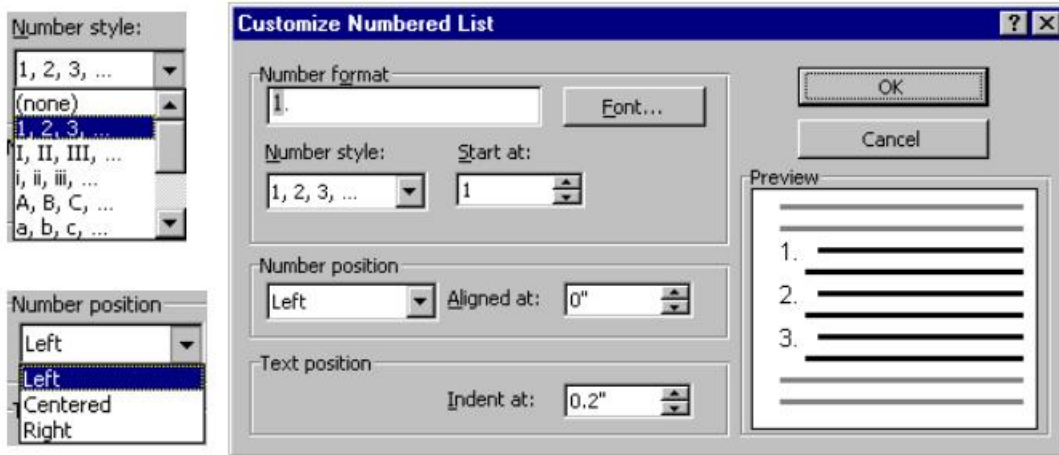 Number style:
1, 2, 3, ...
(none)
1, 2, 3, ...
I, II, III, ...
i, ii, iii, ...
A, B, C, ...
a, b, c, ...
Number position
Left
Left
Centered
Right
Customize Numbered List
Number format
1.
Font...
Number style:
Start at:
1, 2, 3, ...
1
Number position
Left
Aligned at:
0"
Text position
Indent at:
0.2"
OK
Cancel
Preview
1.
2.
3.